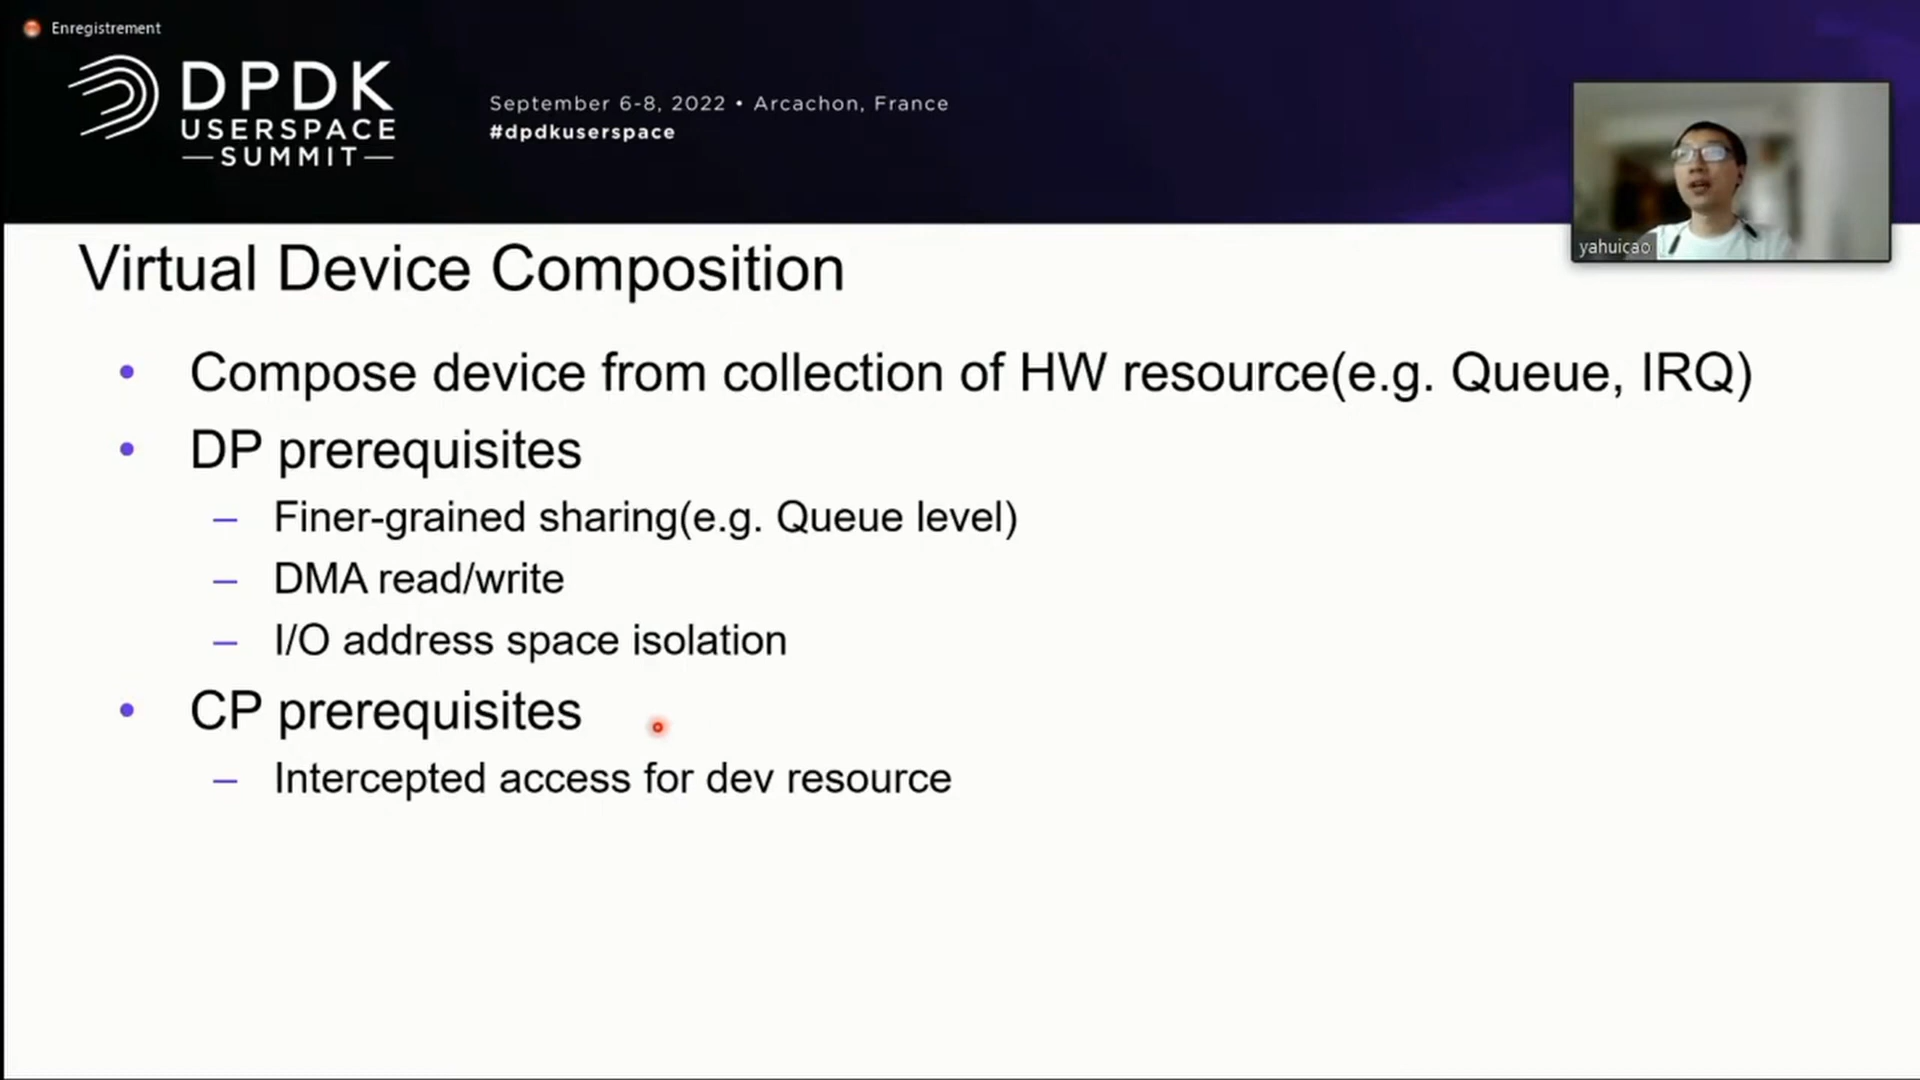 Enregistrement
DPDK
USERSPACE
SUMMIT
September 6-8, 2022 • Arcachon, France
#dpdkuserspace
yahuicao
Virtual Device Composition
• Compose device from collection of HW resource(e.g. Queue, IRQ)
• DP prerequisites
– Finer-grained sharing(e.g. Queue level)
– DMA read/write
– I/O address space isolation
• CP prerequisites
– Intercepted access for dev resource